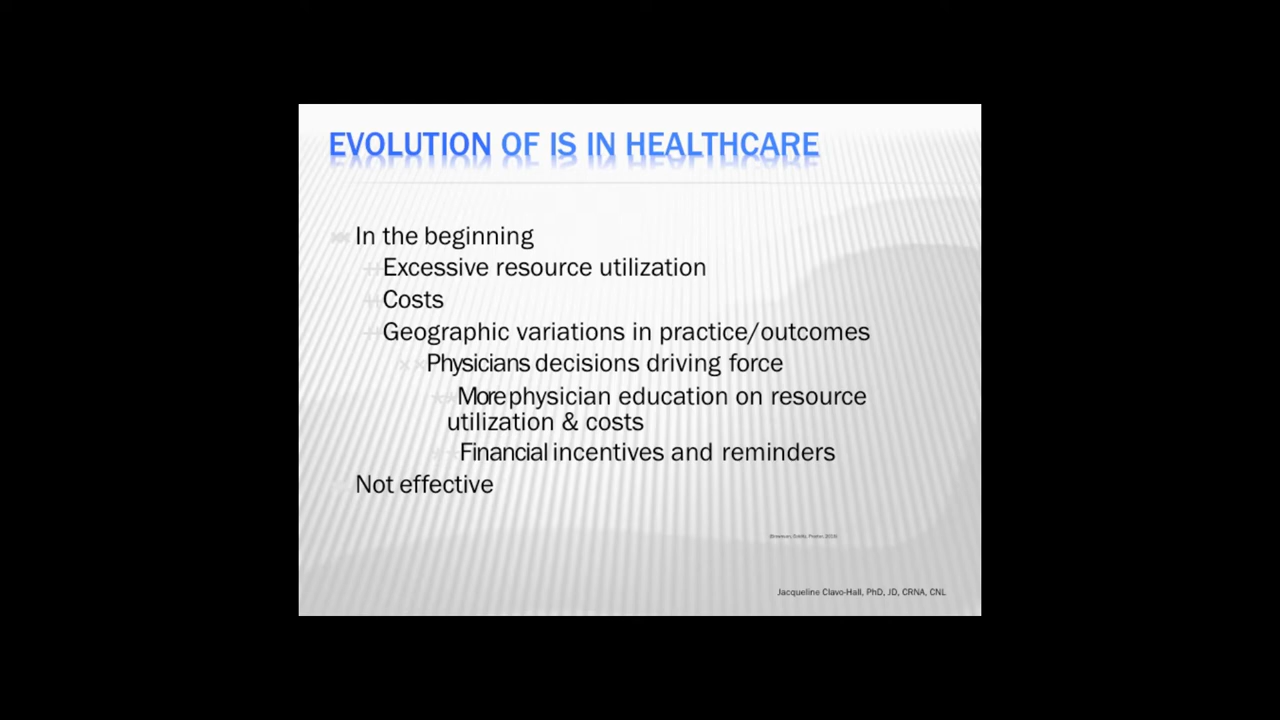 EVOLUTION OF IS IN HEALTHCARE
In the beginning
Excessive resource utilization
Costs
Geographic variations in practice/outcomes
Physicians decisions driving force
More physician education on resource
utilization & costs
Financial incentives and reminders
Not effective
Jacqueline Clavo-Hall, PhD, JD, CRNA, CNL